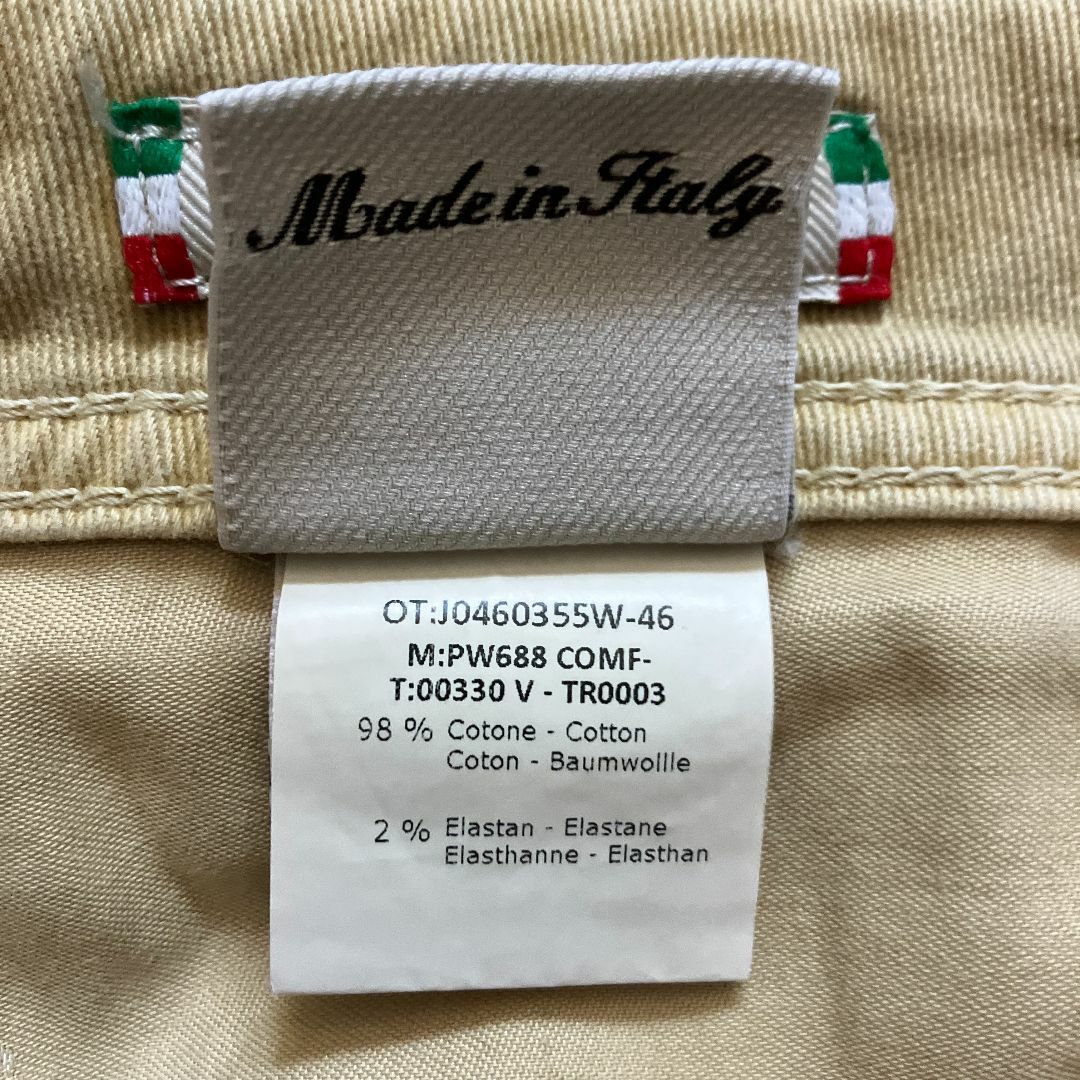 Made in Italy
OT:J0460355W-46
M:PW688 COMF-
T:00330 V - TR0003
98 % Cotone - Cotton
Coton - Baumwollle
2 % Elastan - Elastane
Elasthanne - Elasthan